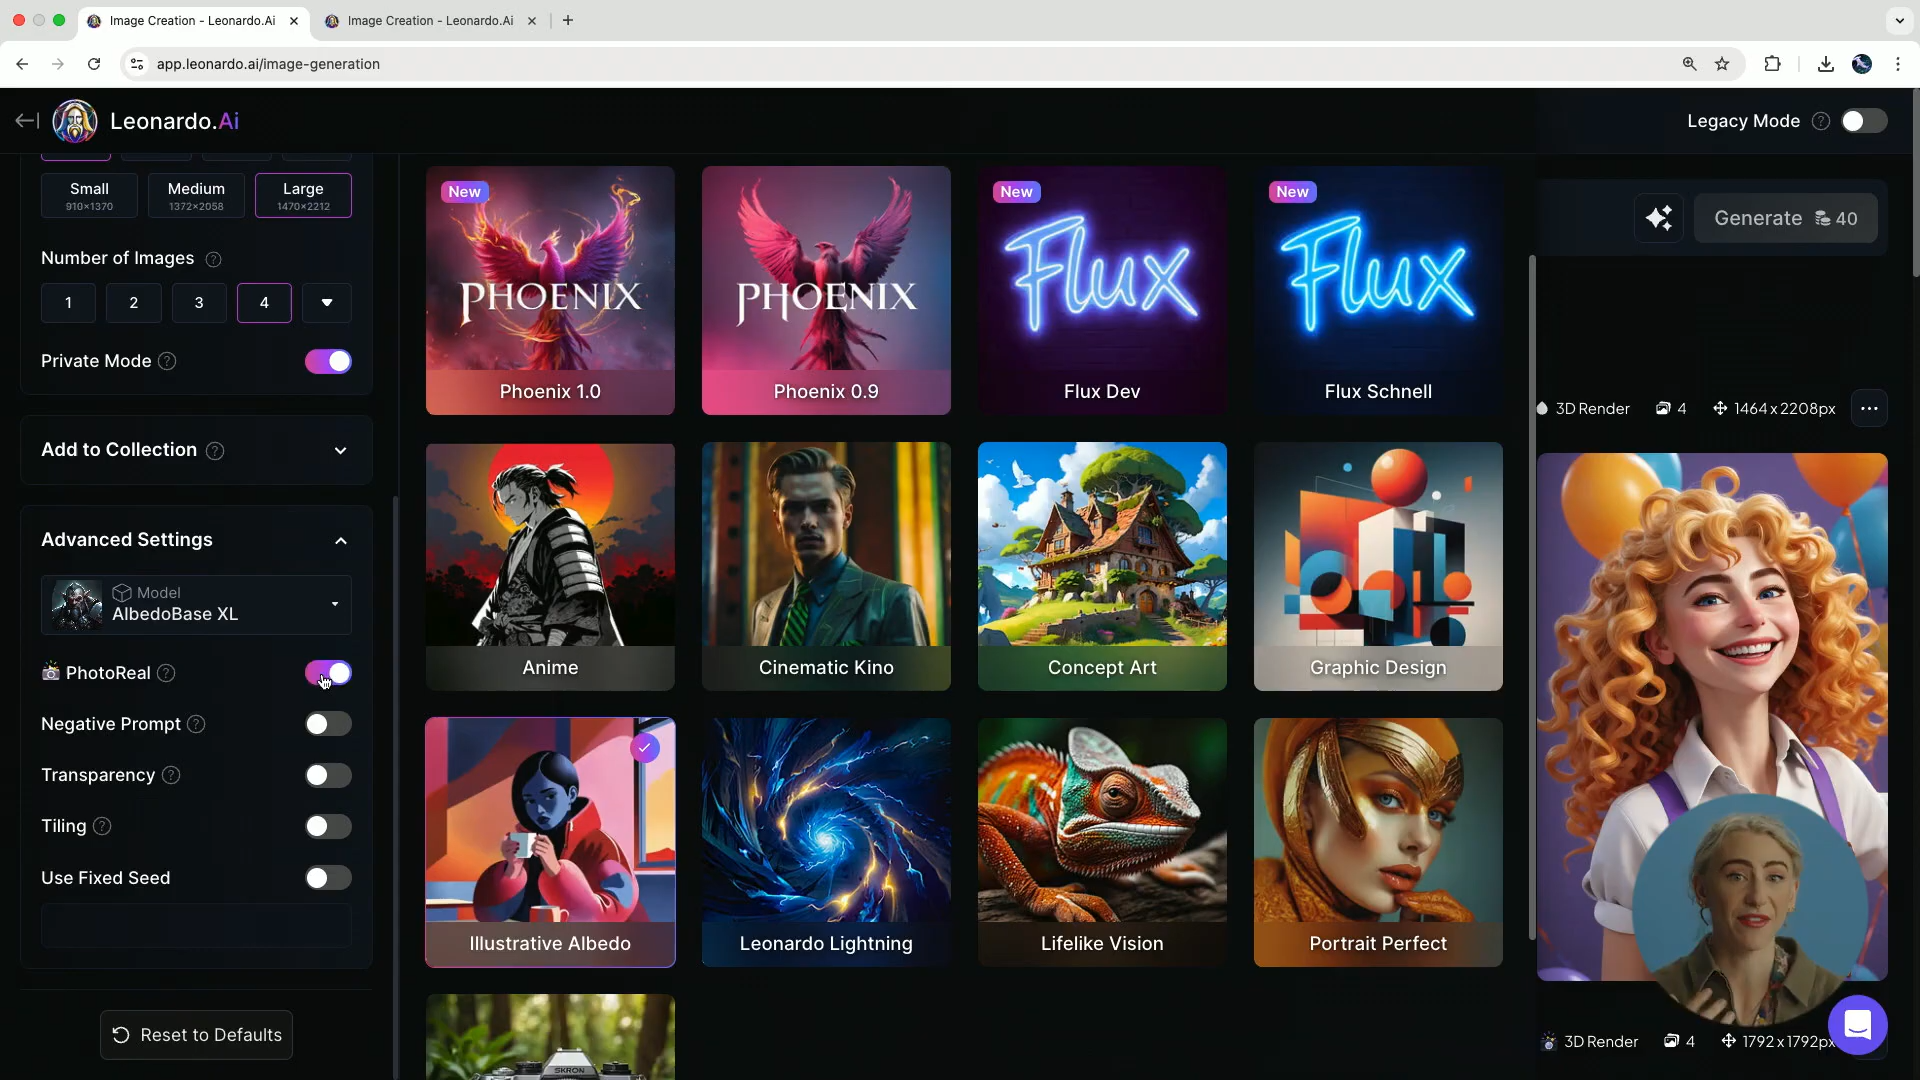 Image Creation - Leonardo.Ai
Image Creation - Leonardo.Ai
app.leonardo.ai/image-generation
Leonardo.Ai
Legacy Mode
Small
910×1370
Medium
1372×2058
Large
1470×2212
Number of Images
1
2
3
4
Private Mode
Add to Collection
Advanced Settings
Model
AlbedoBase XL
PhotoReal
Negative Prompt
Transparency
Tiling
Use Fixed Seed
Reset to Defaults
New
PHOENIX
Phoenix 1.0
PHOENIX
Phoenix 0.9
New
Flux
Flux Dev
New
Flux
Flux Schnell
Anime
Cinematic Kino
Concept Art
Graphic Design
Illustrative Albedo
Leonardo Lightning
Lifelike Vision
Portrait Perfect
SKRON
Generate 40
3D Render 4 1464 x 2208px
3D Render 4 1792 x 1792px